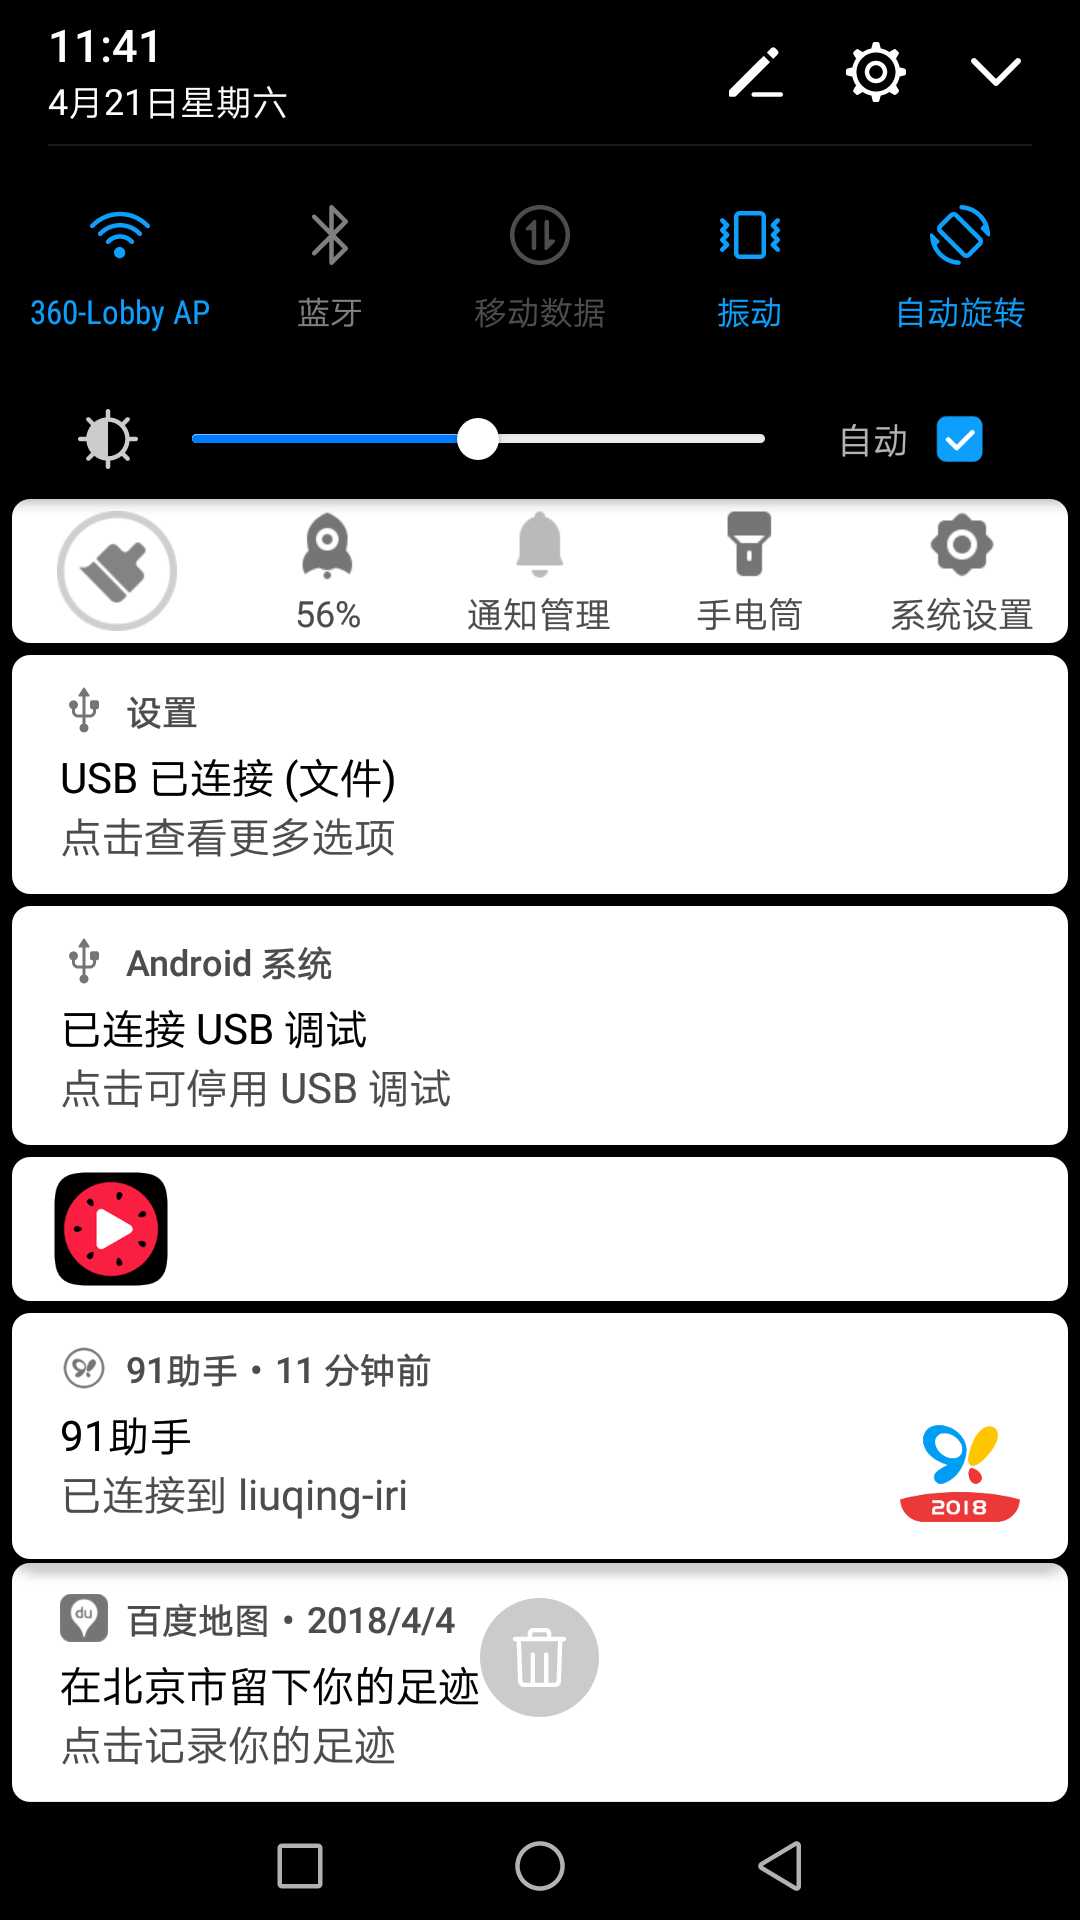 11:41
4月21日星期六
360-Lobby AP
蓝牙
移动数据
振动
自动旋转
自动
56%
通知管理
手电筒
系统设置
设置
USB 已连接 (文件)
点击查看更多选项
Android 系统
已连接 USB 调试
点击可停用 USB 调试
91助手 • 11 分钟前
91助手
已连接到 liuqing-iri
2018
du
百度地图 • 2018/4/4
在北京市留下你的足迹
点击记录你的足迹